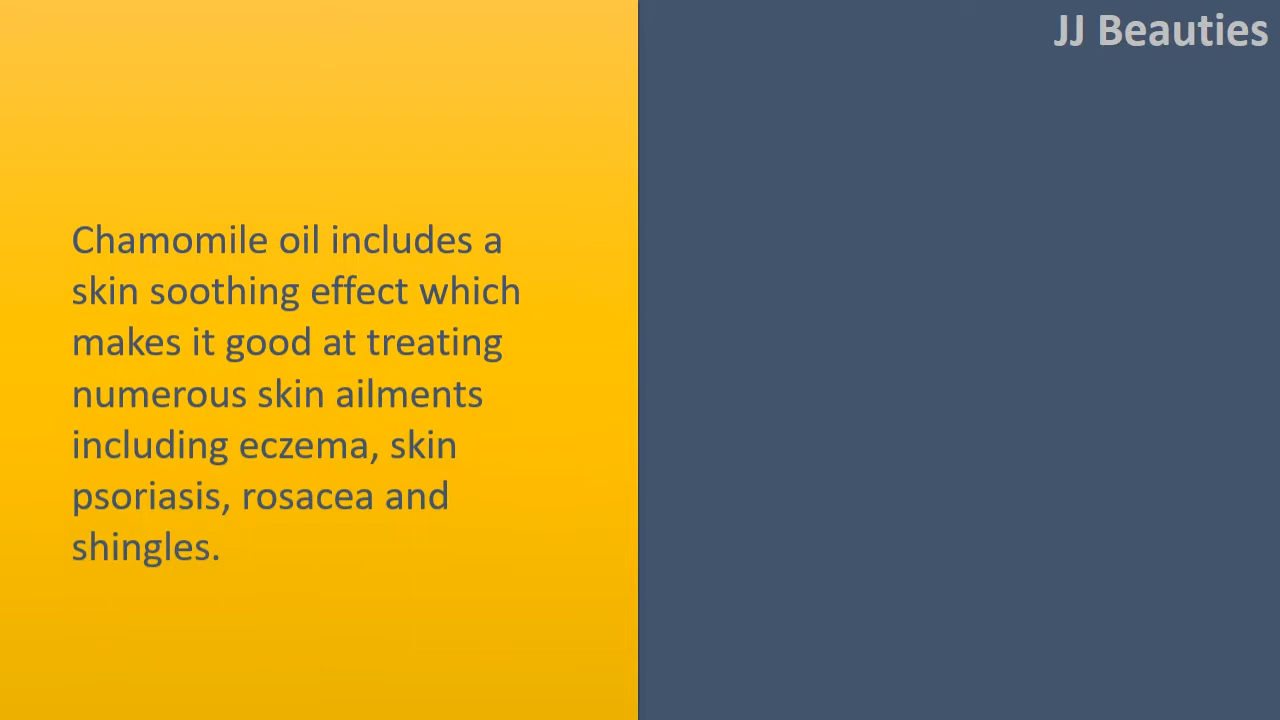 JJ Beauties
Chamomile oil includes a
skin soothing effect which
makes it good at treating
numerous skin ailments
including eczema, skin
psoriasis, rosacea and
shingles.